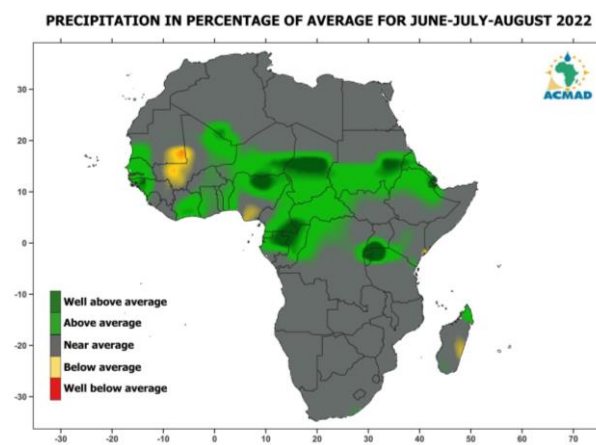 PRECIPITATION IN PERCENTAGE OF AVERAGE FOR JUNE-JULY-AUGUST 2022
ACMAD
30
20
10
0
-10
-20
-30
Well above average
Above average
Near average
Below average
Well below average
-30 -20 -10 0 10 20 30 40 50 60 70